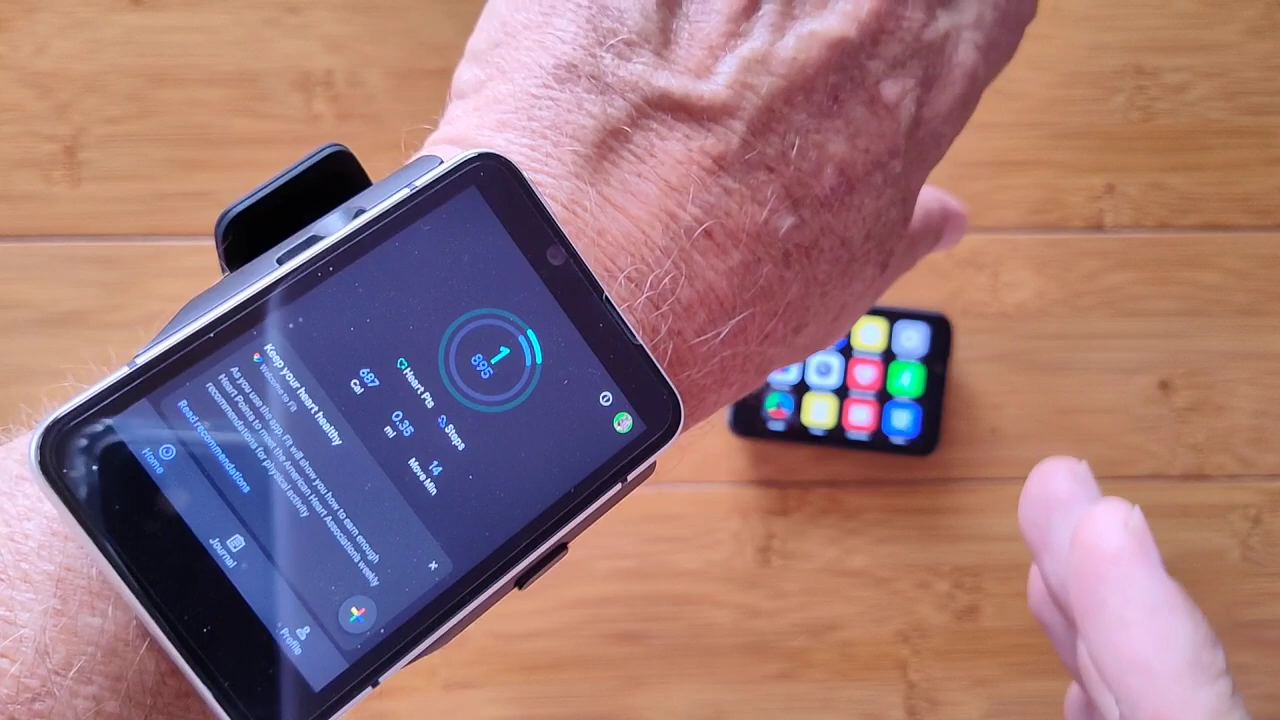 1
895
Heart Pts
Steps
687
Cal
0.35
mi
14
Move Min
Keep your heart healthy
Welcome to Fit
As you use the app, Fit will show you how to earn enough
Heart Points to meet the American Heart Association's weekly
recommendations for physical activity
Read recommendations
Home
Journal
Profile